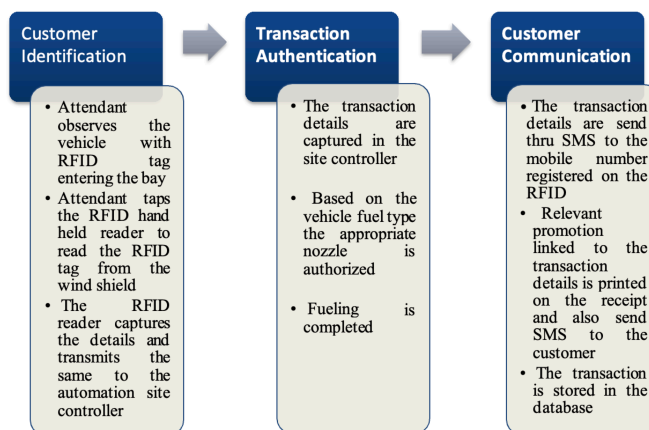 Customer
Identification
• Attendant
observes the
vehicle with
RFID tag
entering the bay
• Attendant taps
the RFID hand
held reader to
read the RFID
tag from the
wind shield
• The RFID
reader captures
the details and
transmits the
same to the
automation site
controller
Transaction
Authentication
• The transaction
details are
captured in the
site controller
• Based on the
vehicle fuel type
the appropriate
nozzle is
authorized
• Fueling is
completed
Customer
Communication
• The transaction
details are send
thru SMS to the
mobile number
registered on the
RFID
• Relevant
promotion
linked to the
transaction
details is printed
on the receipt
and also send
SMS to the
customer
• The transaction
is stored in the
database